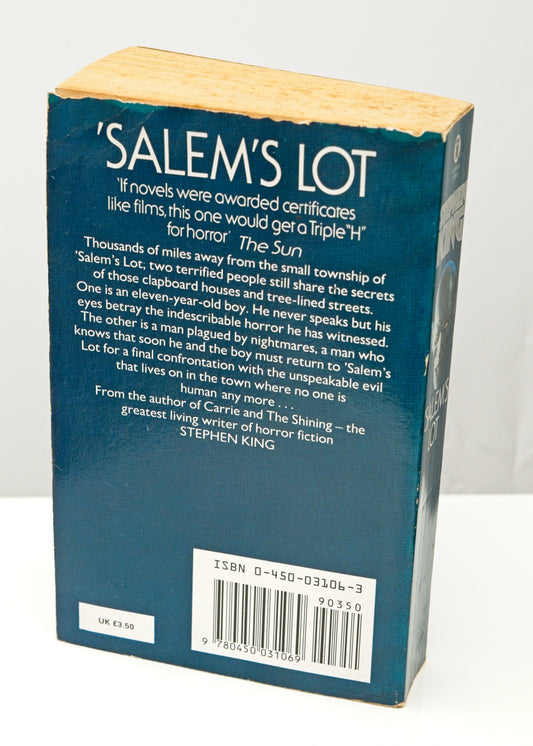 'SALEM'S LOT
'If novels were awarded certificates
like films, this one would get a Triple "H"
for horror' The Sun
Thousands of miles away from the small township of
'Salem's Lot, two terrified people still share the secrets
of those clapboard houses and tree-lined streets.
One is an eleven-year-old boy. He never speaks but his
eyes betray the indescribable horror he has witnessed.
The other is a man plagued by nightmares, a man who
knows that soon he and the boy must return to 'Salem's
Lot for a final confrontation with the unspeakable evil
that lives on in the town where no one is
human any more . . .
From the author of Carrie and The Shining – the
greatest living writer of horror fiction
STEPHEN KING
ISBN 0-450-03106-3
90350
9 780450 031069
UK £3.50
STEPHEN
KING
'SALEM'S
LOT